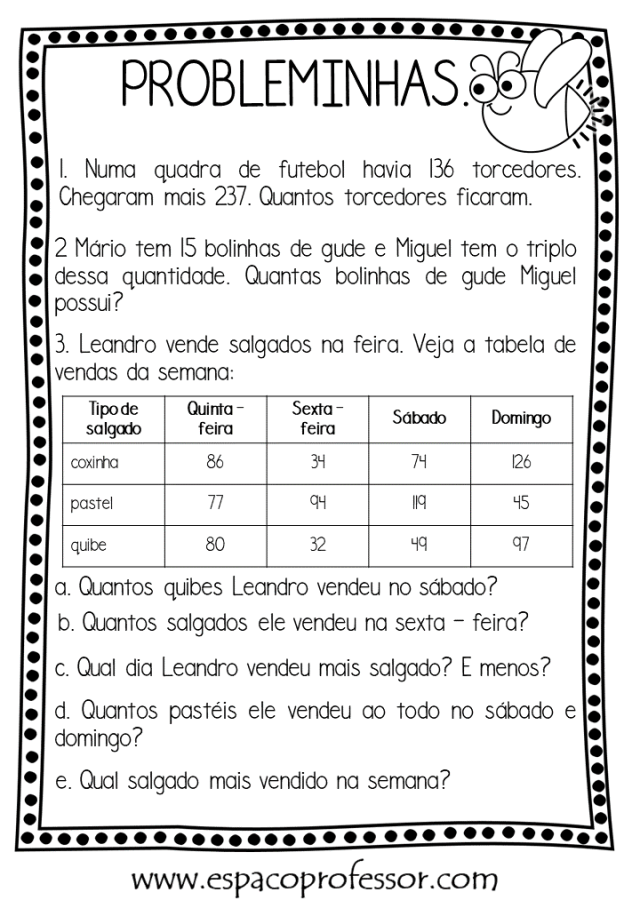 PROBLEMINHAS.
1. Numa quadra de futebol havia 136 torcedores.
Chegaram mais 237. Quantos torcedores ficaram.
2 Mário tem 15 bolinhas de gude e Miguel tem o triplo
dessa quantidade. Quantas bolinhas de gude Miguel
possui?
3. Leandro vende salgados na feira. Veja a tabela de
vendas da semana:
Tipo de salgado Quinta - feira Sexta - feira Sábado Domingo
coxinha 86 34 74 126
pastel 77 94 119 45
quibe 80 32 49 97
a. Quantos quibes Leandro vendeu no sábado?
b. Quantos salgados ele vendeu na sexta - feira?
c. Qual dia Leandro vendeu mais salgado? E menos?
d. Quantos pastéis ele vendeu ao todo no sábado e
domingo?
e. Qual salgado mais vendido na semana?
www.espacoprofessor.com